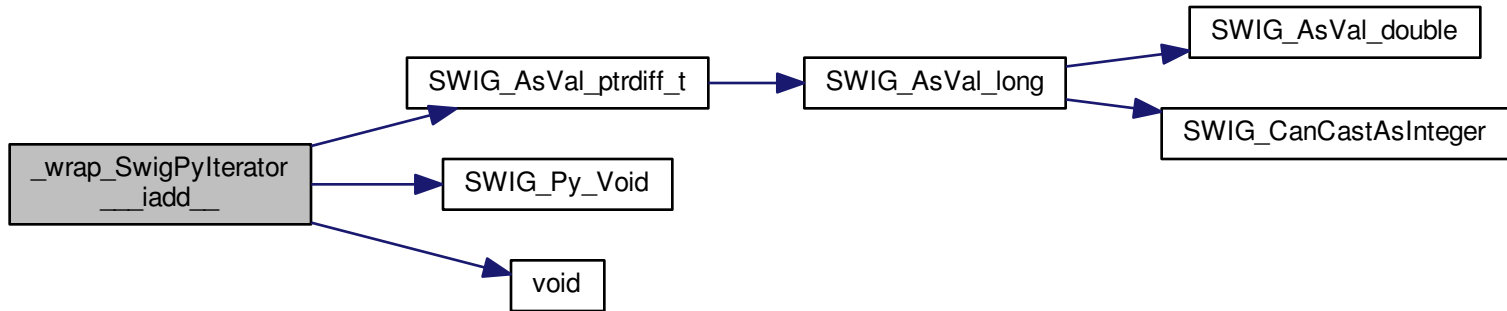 _wrap_SwigPyIterator
___iadd__
SWIG_AsVal_ptrdiff_t
SWIG_Py_Void
void
SWIG_AsVal_long
SWIG_AsVal_double
SWIG_CanCastAsInteger